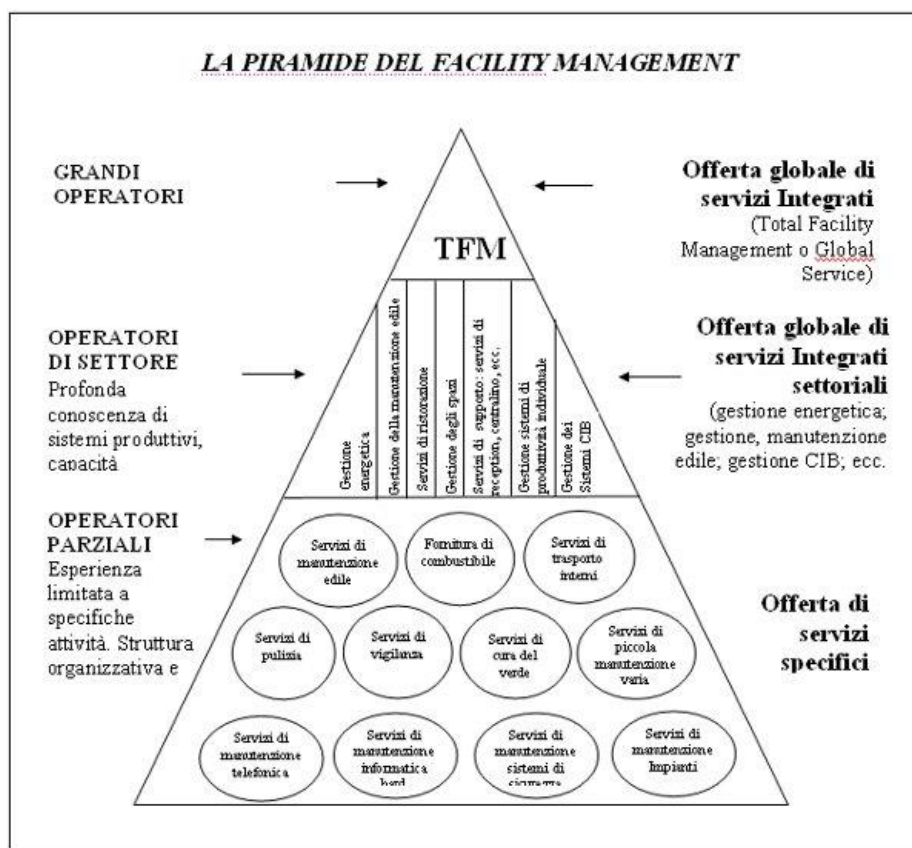 LA PIRAMIDE DEL FACILITY MANAGEMENT
GRANDI
OPERATORI
Offerta globale di
servizi Integrati
(Total Facility
Management o Global
Service)
TFM
OPERATORI
DI SETTORE
Profonda
conoscenza di
sistemi produttivi,
capacità
Gestione
energetica
Gestione della manutenzione edile
Servizi di ristorazione
Gestione degli spazi
Servizi di supporto: servizi di
reception, centralino, ecc.
Gestione sistemi di
produttività individuale
Gestione dei
Sistemi CIB
Offerta globale di
servizi Integrati
settoriali
(gestione energetica;
gestione, manutenzione
edile; gestione CIB; ecc.
OPERATORI
PARZIALI
Esperienza
limitata a
specifiche
attività. Struttura
organizzativa e
Servizi di
manutenzione
edile
Fornitura di
combustibile
Servizi di
trasporto
interni
Servizi di
pulizia
Servizi di
vigilanza
Servizi di
cura del
verde
Servizi di
piccola
manutenzione
varia
Servizi di
manutenzione
telefonica
Servizi di
manutenzione
informatica
hard
Servizi di
manutenzione
sistemi di
sicurezza
Servizi di
manutenzione
Impianti
Offerta di
servizi
specifici